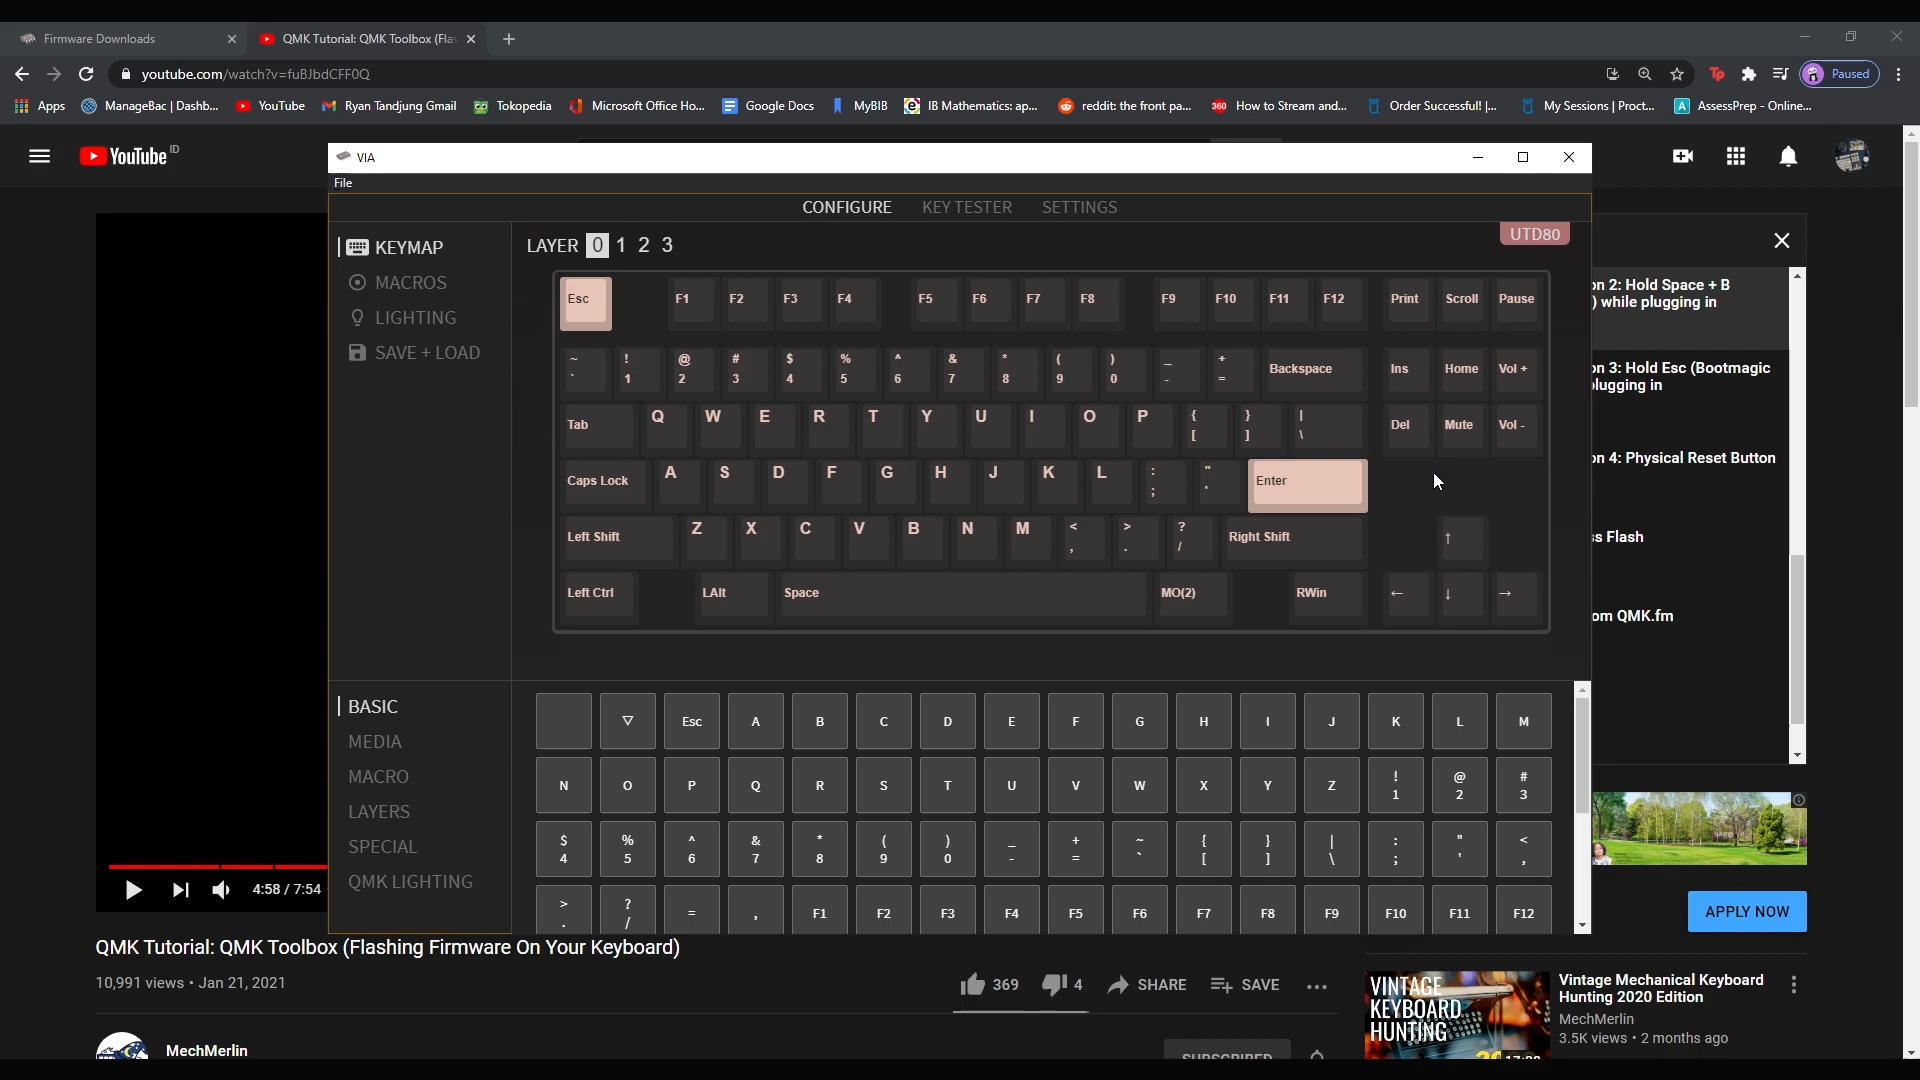 Firmware Downloads
QMK Tutorial: QMK Toolbox (Flas
youtube.com/watch?v=fuBJbdCFF0Q
Tp
Paused
Apps
ManageBac | Dashb...
YouTube
Ryan Tandjung Gmail
Tokopedia
Microsoft Office Ho...
Google Docs
MyBIB
IB Mathematics: ap...
reddit: the front pa...
360
How to Stream and...
Order Successful! |...
My Sessions | Proct...
A
AssessPrep - Online...
YouTube ID
VIA
File
CONFIGURE KEY TESTER SETTINGS
KEYMAP
MACROS
LIGHTING
SAVE + LOAD
LAYER 0 1 2 3
UTD80
Esc F1 F2 F3 F4 F5 F6 F7 F8 F9 F10 F11 F12 Print Scroll Pause
~ ! @ # $ % ^ & * ( ) _ +
` 1 2 3 4 5 6 7 8 9 0 - = Backspace Ins Home Vol +
Tab Q W E R T Y U I O P { } |
[ ] \ Del Mute Vol -
Caps Lock A S D F G H J K L : " Enter
; '
Left Shift Z X C V B N M < > ? Right Shift ↑
, . /
Left Ctrl LAlt Space MO(2) RWin ← ↓ →
BASIC
MEDIA
MACRO
LAYERS
SPECIAL
QMK LIGHTING
▽ Esc A B C D E F G H I J K L M
N O P Q R S T U V W X Y Z ! @ #
1 2 3
$ % ^ & * ( ) _ + ~ { } | : " <
4 5 6 7 8 9 0 - = ` [ ] \ ; ' ,
> ? = , F1 F2 F3 F4 F5 F6 F7 F8 F9 F10 F11 F12
. /
on 2: Hold Space + B
) while plugging in
on 3: Hold Esc (Bootmagic
plugging in
on 4: Physical Reset Button
ss Flash
om QMK.fm
4:58 / 7:54
APPLY NOW
QMK Tutorial: QMK Toolbox (Flashing Firmware On Your Keyboard)
10,991 views • Jan 21, 2021
369
4
SHARE
SAVE
MechMerlin
SUBSCRIBED
VINTAGE
KEYBOARD
HUNTING
Vintage Mechanical Keyboard
Hunting 2020 Edition
MechMerlin
3.5K views • 2 months ago